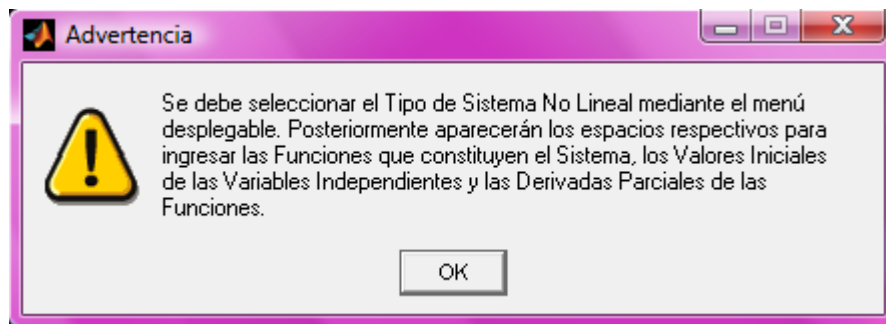 Advertencia
Se debe seleccionar el Tipo de Sistema No Lineal mediante el menú
desplegable. Posteriormente aparecerán los espacios respectivos para
ingresar las Funciones que constituyen el Sistema, los Valores Iniciales
de las Variables Independientes y las Derivadas Parciales de las
Funciones.
OK